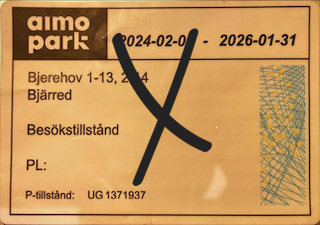 aimo
park
- 2026-01-31
Bjerehov 1-13,
Bjärred
Besökstillstånd
PL:
P-tillstånd: UG 1371937